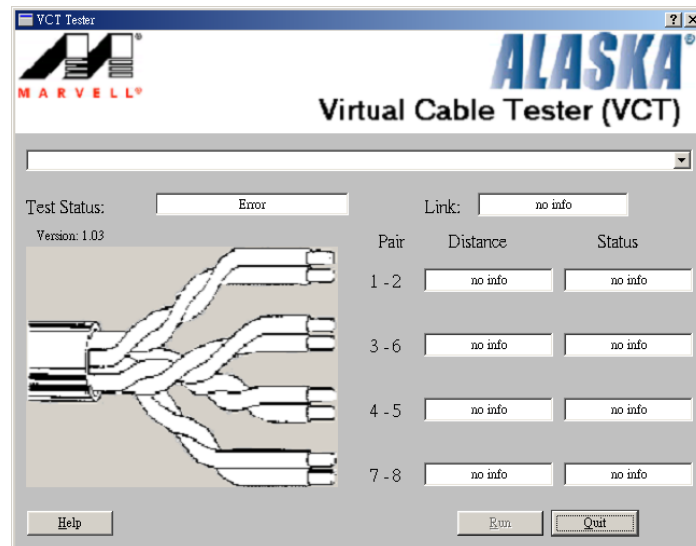 VCT Tester
MARVELL®
ALASKA®
Virtual Cable Tester (VCT)
Test Status: Error
Link: no info
Version: 1.03
Pair Distance Status
1 - 2 no info no info
3 - 6 no info no info
4 - 5 no info no info
7 - 8 no info no info
Help
Run
Quit